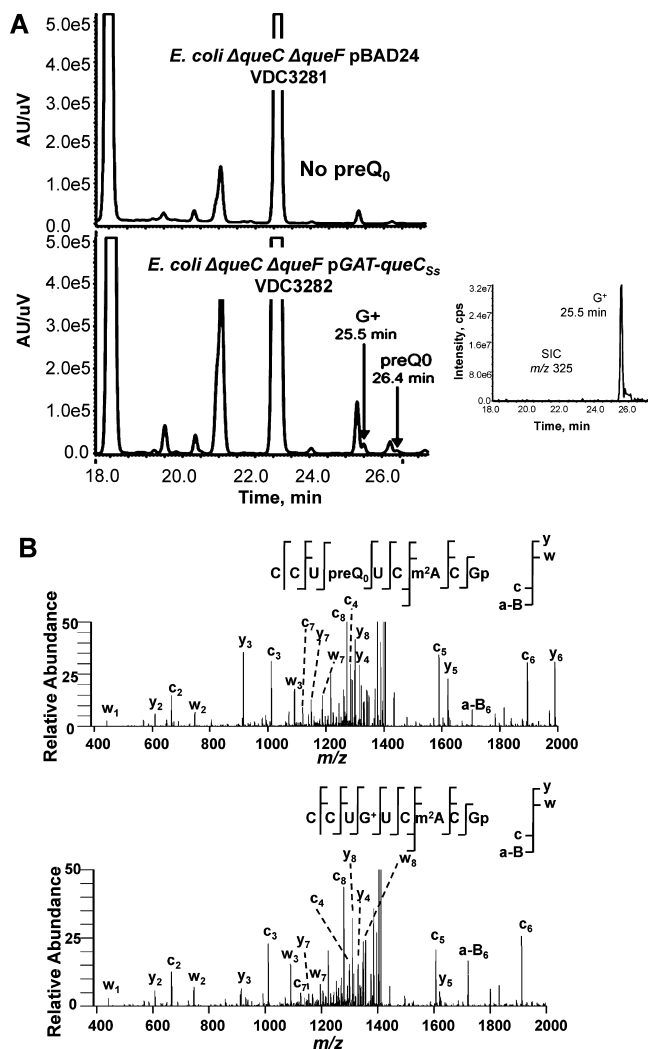 A
5.0e5
4.0e5
3.0e5
2.0e5
1.0e5
0.0
AU/uV
E. coli ΔqueC ΔqueF pBAD24
VDC3281
No preQ0
5.0e5
4.0e5
3.0e5
2.0e5
1.0e5
0.0
AU/uV
E. coli ΔqueC ΔqueF pGAT-queCSs
VDC3282
G+
25.5 min
preQ0
26.4 min
18.0 20.0 22.0 24.0 26.0
Time, min
3.2e7
2.4e7
1.6e7
8.0e6
0
Intensity, cps
G+
25.5 min
SIC
m/z 325
18.0 20.0 22.0 24.0 26.0
Time, min
B
C C U preQ0 U C m2A C Gp
y
w
c
a-B
50
25
0
Relative Abundance
w1 y2 c2 w2 y3 c3 w3 c7 y7 w7 c8 c4 y8 y4 c5 y5 a-B6 c6 y6
400 600 800 1000 1200 1400 1600 1800 2000
m/z
C C U G+ U C m2A C Gp
y
w
c
a-B
50
25
0
Relative Abundance
w1 y2 c2 w2 y3 c3 w3 c7 y7 w7 c4 c8 y8 y4 w8 c5 y5 a-B6 c6
400 600 800 1000 1200 1400 1600 1800 2000
m/z